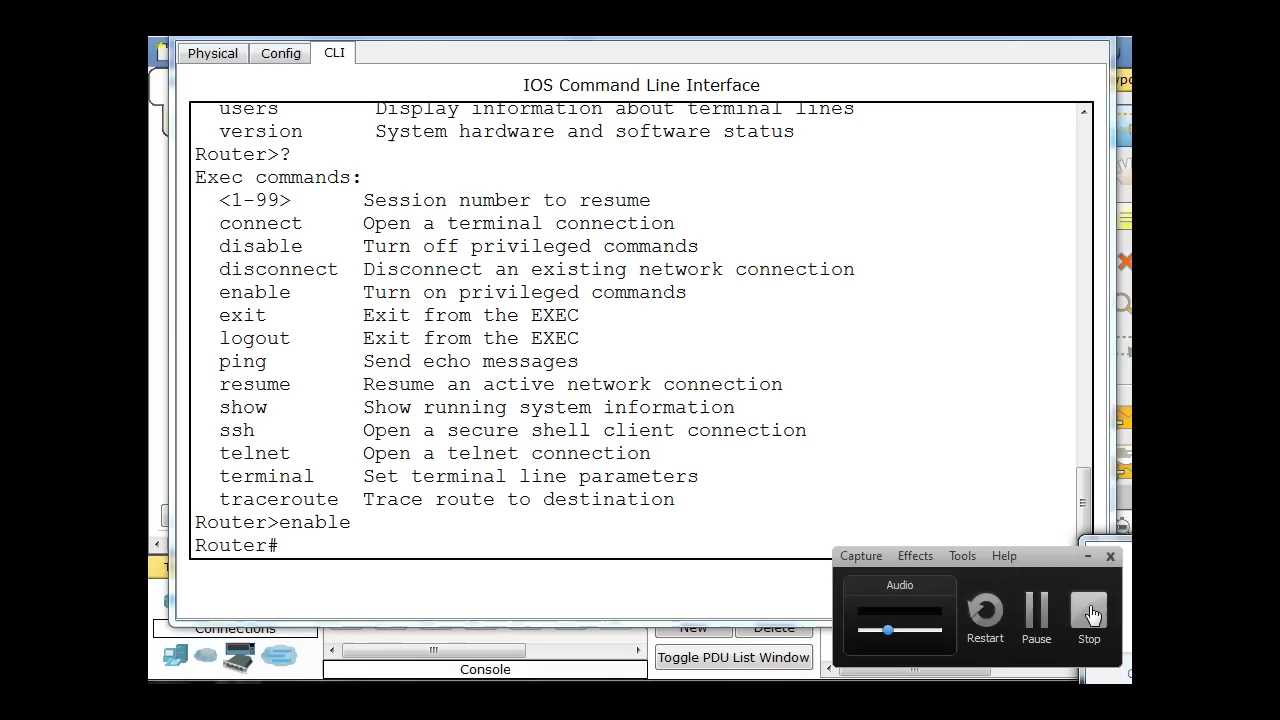 Physical Config CLI
IOS Command Line Interface
users Display information about terminal lines
version System hardware and software status
Router>?
Exec commands:
<1-99> Session number to resume
connect Open a terminal connection
disable Turn off privileged commands
disconnect Disconnect an existing network connection
enable Turn on privileged commands
exit Exit from the EXEC
logout Exit from the EXEC
ping Send echo messages
resume Resume an active network connection
show Show running system information
ssh Open a secure shell client connection
telnet Open a telnet connection
terminal Set terminal line parameters
traceroute Trace route to destination
Router>enable
Router#
Capture Effects Tools Help
Audio
Restart Pause Stop
Connections
New Delete
Toggle PDU List Window
Console